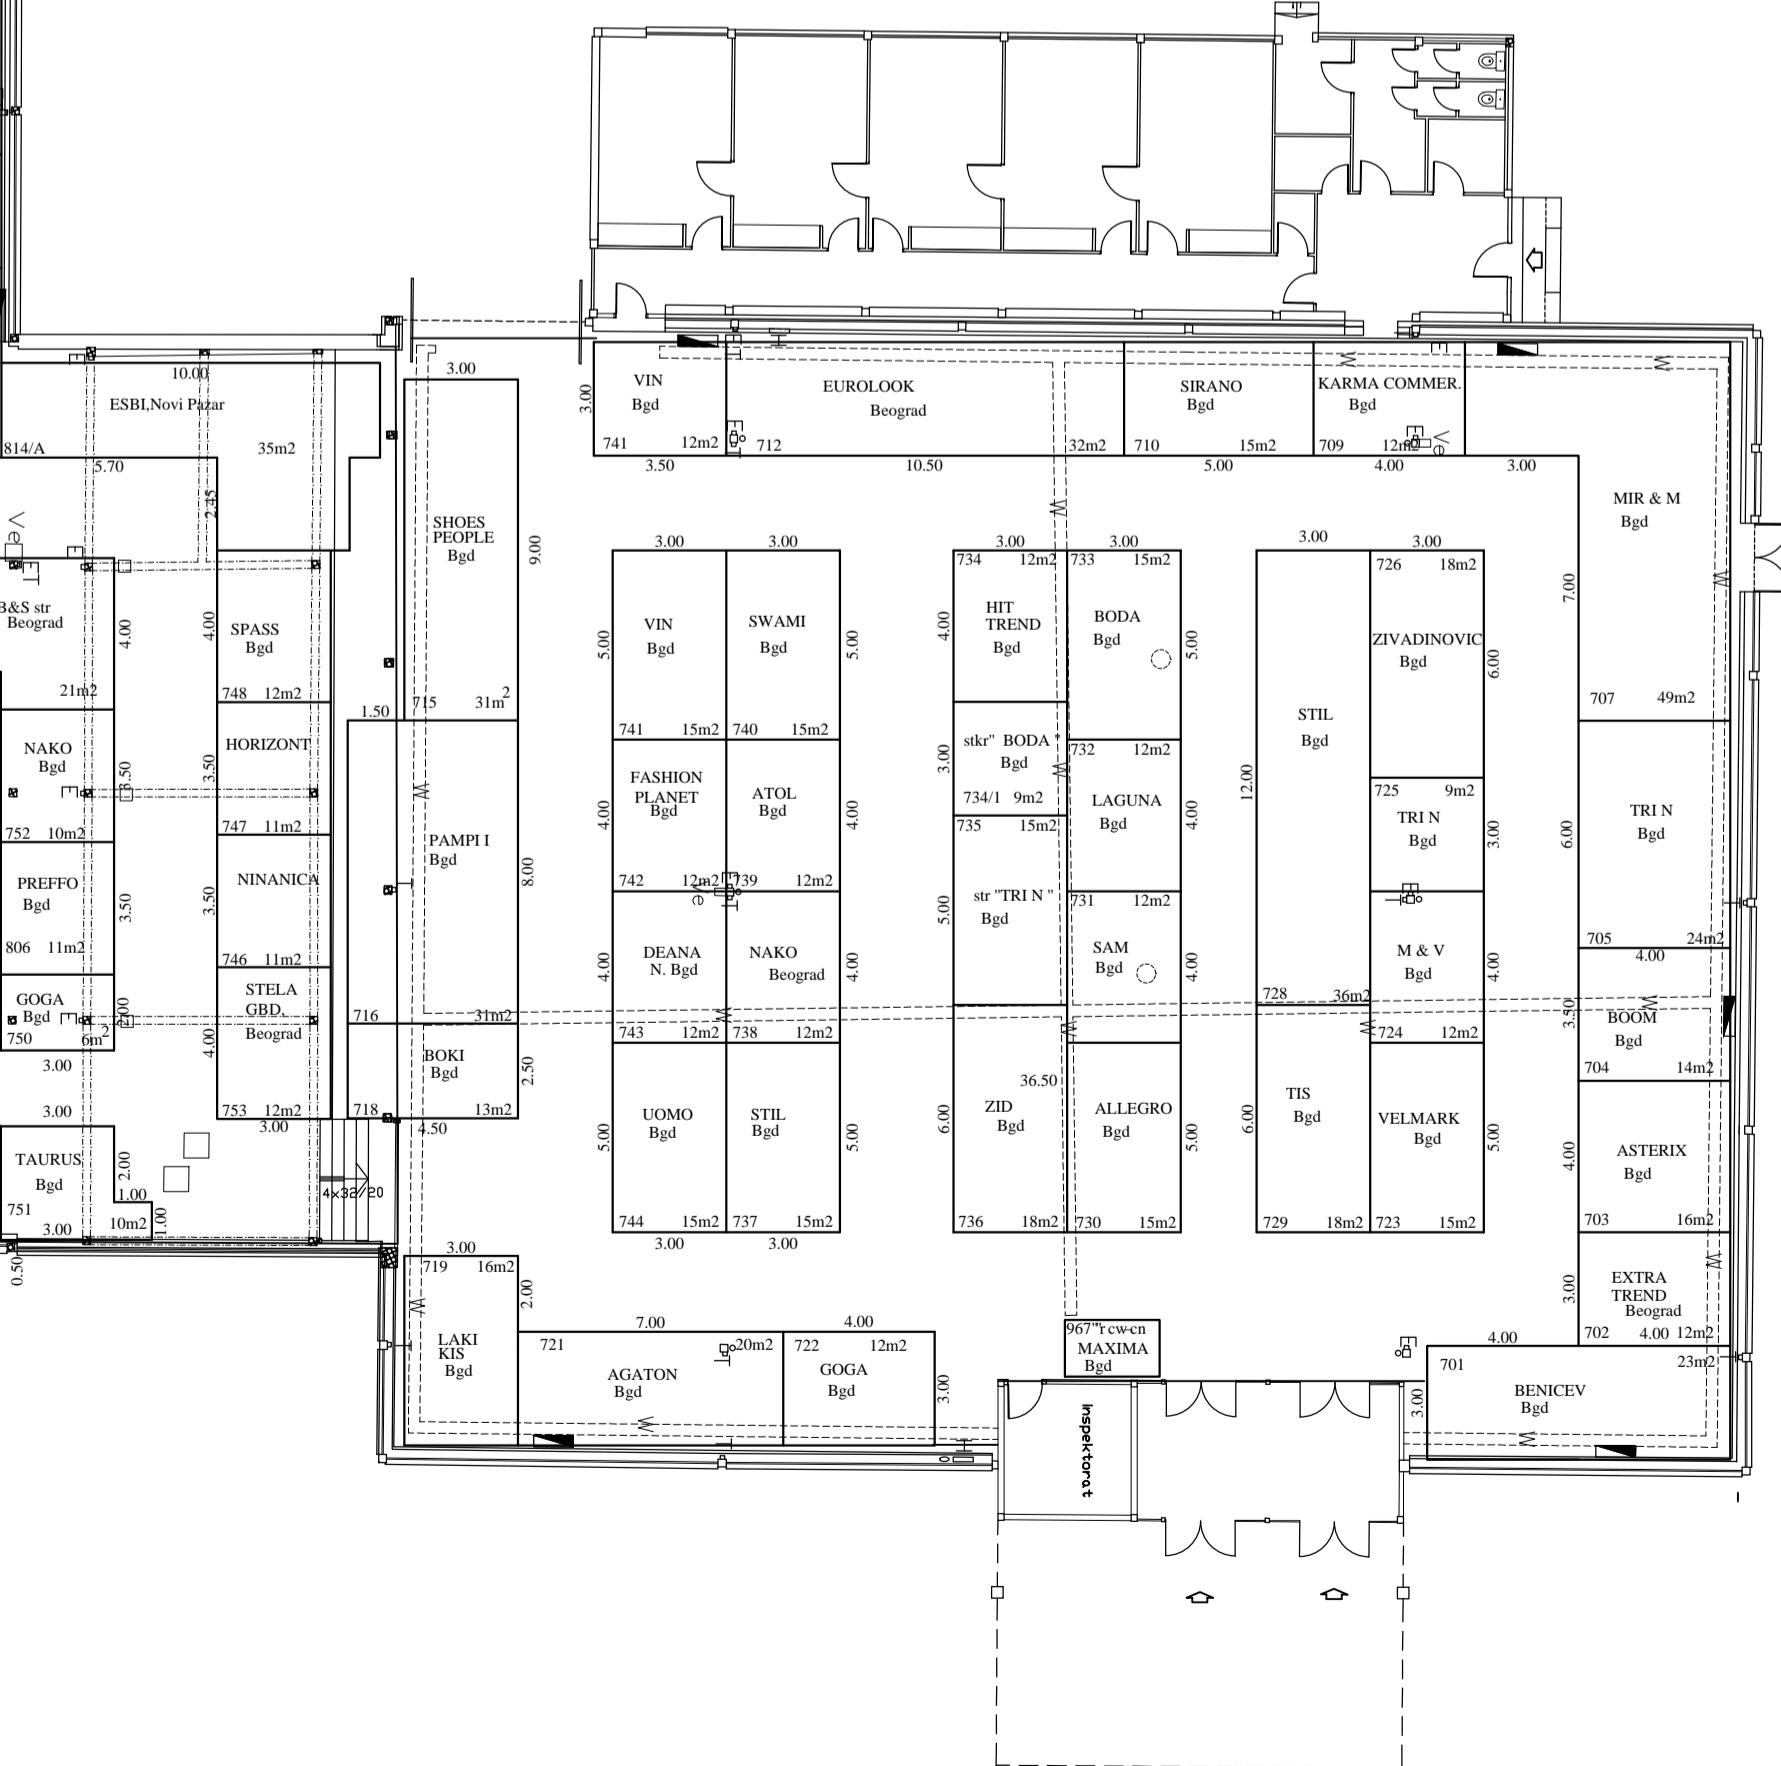 10.00
ESBI,Novi Pazar
814/A 35m2
5.70
2.45
Ve
B&S str
Beograd
21m2
4.00
NAKO
Bgd
752 10m2
3.50
PREFFO
Bgd
806 11m2
3.50
GOGA
Bgd
750 6m2
2.00
3.00
3.00
TAURUS
Bgd
751
3.00
10m2
2.00
1.00
1.00
0.50
4.00
SPASS
Bgd
748 12m2
HORIZONT
3.50
747 11m2
NINANICA
3.50
746 11m2
STELA
GBD,
Beograd
4.00
753 12m2
3.00
4x32/20
3.00
SHOES
PEOPLE
Bgd
9.00
715 31m2
1.50
PAMPI I
Bgd
8.00
716 31m2
BOKI
Bgd
2.50
718 13m2
4.50
3.00
719 16m2
2.00
LAKI
KIS
Bgd
7.00
721 20m2
AGATON
Bgd
4.00
722 12m2
GOGA
Bgd
3.00
3.00
VIN
Bgd
741 12m2
3.50
EUROLOOK
Beograd
712 32m2
10.50
SIRANO
Bgd
710 15m2
5.00
KARMA COMMER.
Bgd
709 12m2
4.00
Ve
3.00
MIR & M
Bgd
7.00
707 49m2
3.00 3.00
5.00
VIN
Bgd
741 15m2
SWAMI
Bgd
740 15m2
5.00
4.00
FASHION
PLANET
Bgd
742 12m2
ATOL
Bgd
739 12m2
4.00
Ve
4.00
DEANA
N. Bgd
743 12m2
NAKO
Beograd
738 12m2
4.00
5.00
UOMO
Bgd
744 15m2
STIL
Bgd
737 15m2
5.00
3.00 3.00
3.00 3.00
734 12m2
HIT
TREND
Bgd
4.00
733 15m2
BODA
Bgd
5.00
stkr" BODA "
Bgd
734/1 9m2
3.00
732 12m2
LAGUNA
Bgd
4.00
735 15m2
str "TRI N "
Bgd
5.00
731 12m2
SAM
Bgd
4.00
36.50
ZID
Bgd
6.00
736 18m2
ALLEGRO
Bgd
730 15m2
5.00
3.00 3.00
STIL
Bgd
12.00
728 36m2
726 18m2
ZIVADINOVIC
Bgd
6.00
725 9m2
TRI N
Bgd
3.00
M & V
Bgd
724 12m2
4.00
TIS
Bgd
6.00
729 18m2
VELMARK
Bgd
723 15m2
5.00
TRI N
Bgd
6.00
705 24m2
4.00
3.50
BOOM
Bgd
704 14m2
ASTERIX
Bgd
4.00
703 16m2
EXTRA
TREND
Beograd
3.00
702 4.00 12m2
4.00
701 23m2
BENICEV
Bgd
3.00
MAXIMA
Bgd
Inspektorat